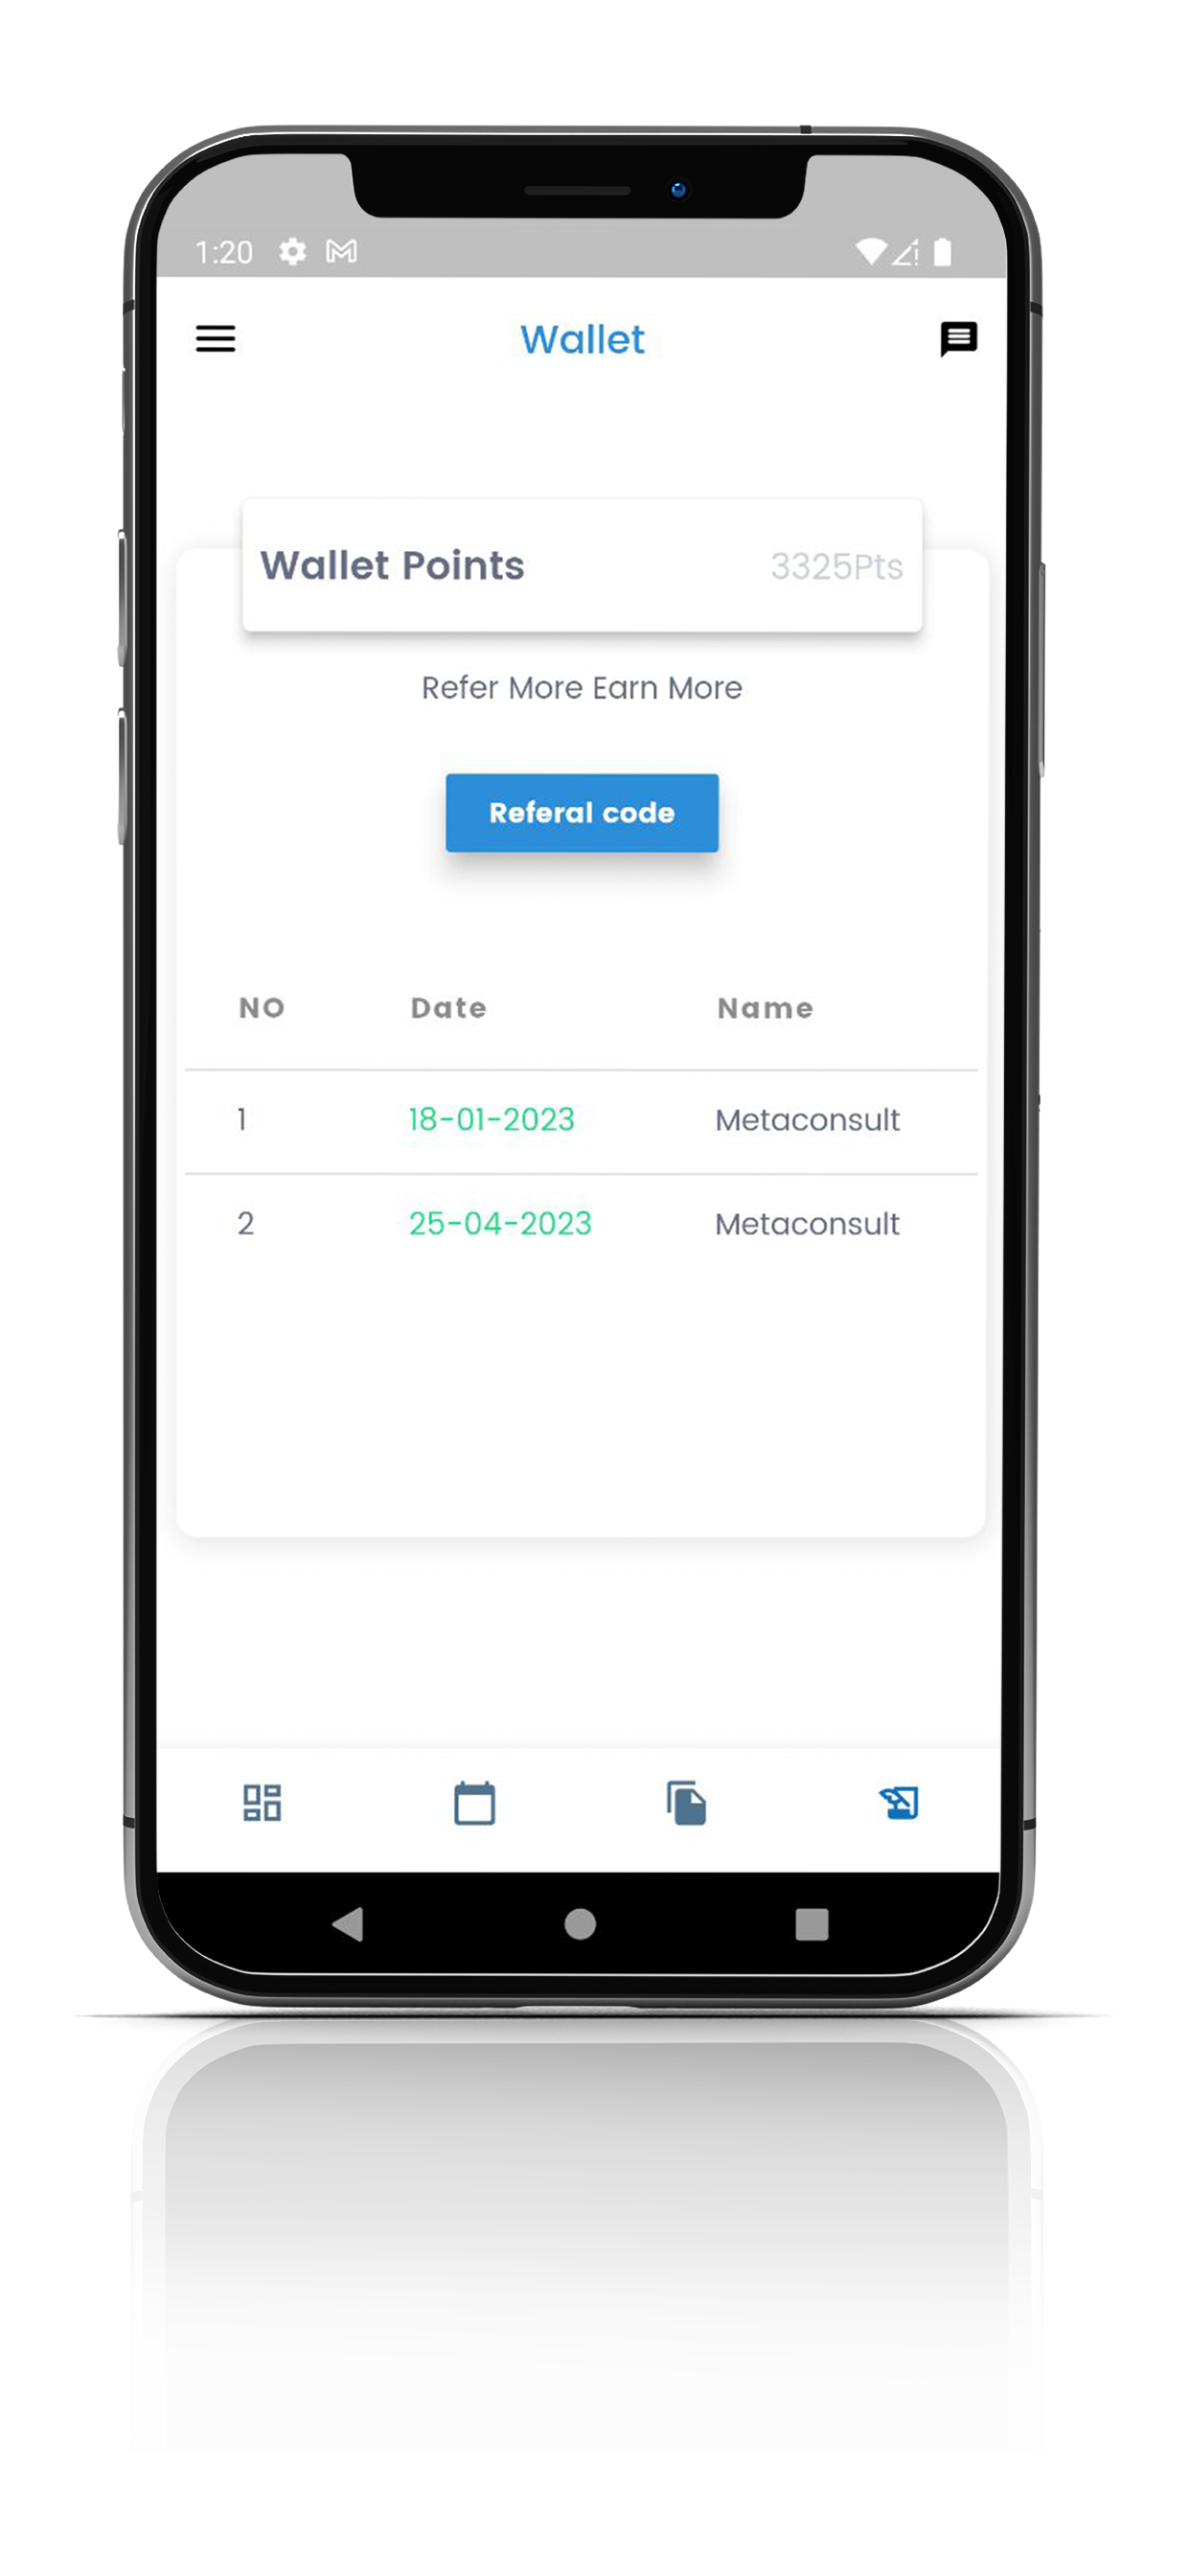 1:20
Wallet
Wallet Points 3325Pts
Refer More Earn More
Referal code
NO Date Name
1 18-01-2023 Metaconsult
2 25-04-2023 Metaconsult